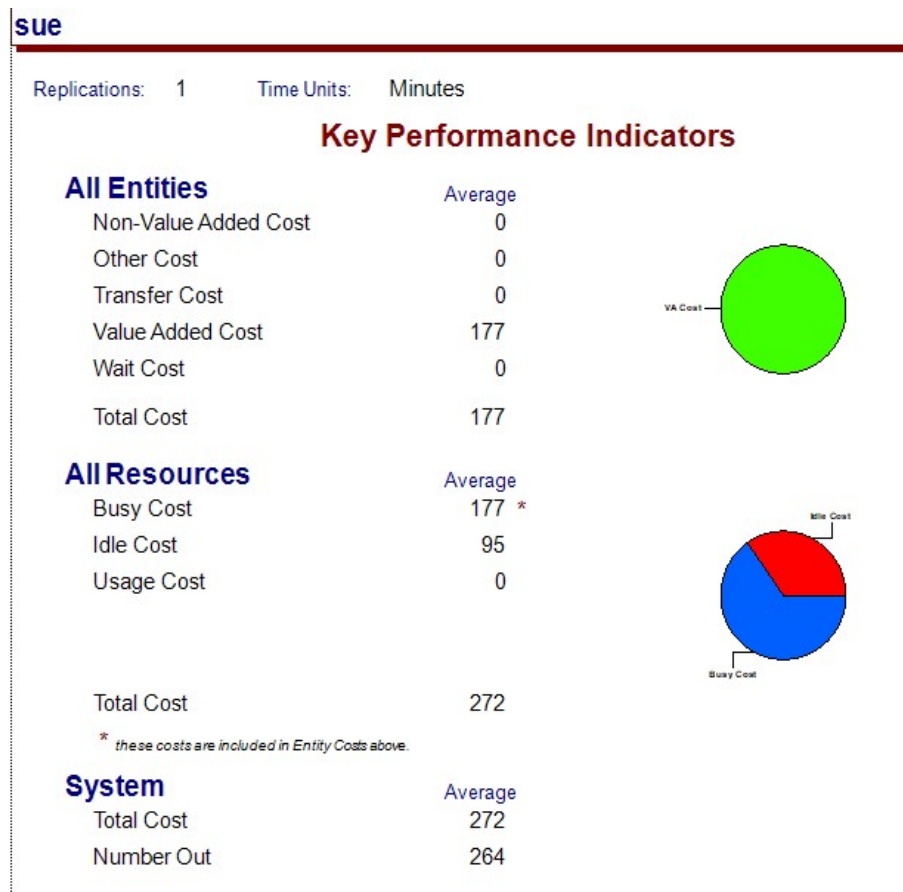 sue
Replications: 1 Time Units: Minutes
Key Performance Indicators
All Entities Average
Non-Value Added Cost 0
Other Cost 0
Transfer Cost 0
VA Cost
Value Added Cost 177
Wait Cost 0
Total Cost 177
All Resources Average
Busy Cost 177 *
Idle Cost
Idle Cost 95
Usage Cost 0
Busy Cost
Total Cost 272
* these costs are included in Entity Costs above.
System Average
Total Cost 272
Number Out 264